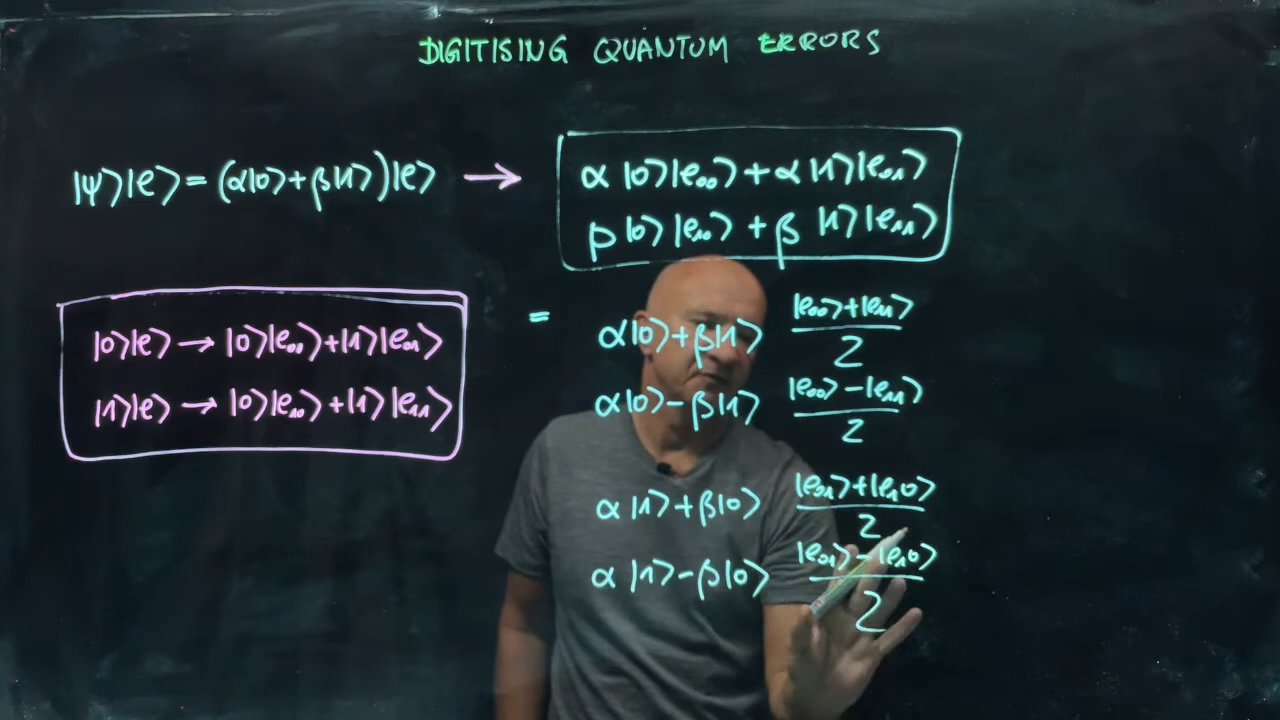 DIGITISING QUANTUM ERRORS
|ψ⟩|e⟩=(α|0⟩+β|1⟩)|e⟩ →
α|0⟩|e₀₀⟩+α|1⟩|e₀₁⟩
β|0⟩|e₁₀⟩+β|1⟩|e₁₁⟩
|0⟩|e⟩→|0⟩|e₀₀⟩+|1⟩|e₀₁⟩
|1⟩|e⟩→|0⟩|e₁₀⟩+|1⟩|e₁₁⟩
= α|0⟩+β|1⟩ (|e₀₀⟩+|e₁₁⟩)/2
α|0⟩-β|1⟩ (|e₀₀⟩-|e₁₁⟩)/2
α|1⟩+β|0⟩ (|e₀₁⟩+|e₁0⟩)/2
α|1⟩-β|0⟩ (|e₀₁⟩-|e₁0⟩)/2